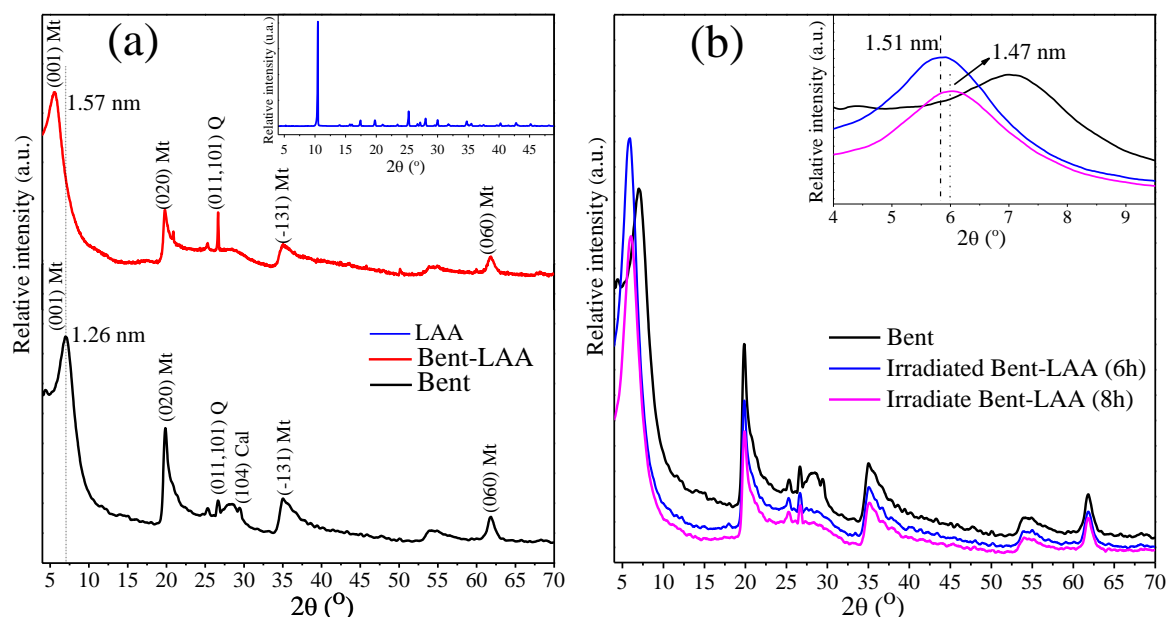 (a)
(001) Mt
1.57 nm
(020) Mt
(011,101) Q
(-131) Mt
(060) Mt
Relative intensity (u.a.)
5 10 15 20 25 30 35 40 45
2θ (°)
LAA
Bent-LAA
Bent
(001) Mt
1.26 nm
(020) Mt
(011,101) Q
(104) Cal
(-131) Mt
(060) Mt
Relative intensity (a.u.)
5 10 15 20 25 30 35 40 45 50 55 60 65 70
2θ (°)
(b)
1.51 nm
1.47 nm
Relative intensity (a.u.)
4 5 6 7 8 9
2θ (°)
Bent
Irradiated Bent-LAA (6h)
Irradiate Bent-LAA (8h)
Relative intensity (a.u.)
5 10 15 20 25 30 35 40 45 50 55 60 65 70
2θ (°)